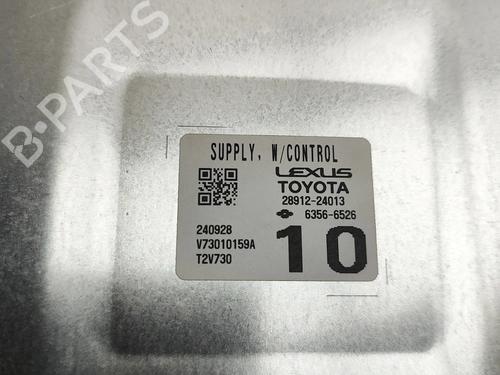 B-PARTS
SUPPLY, W/CONTROL
LEXUS
TOYOTA
28912-24013
6356-6526
240928
V73010159A
T2V730
10